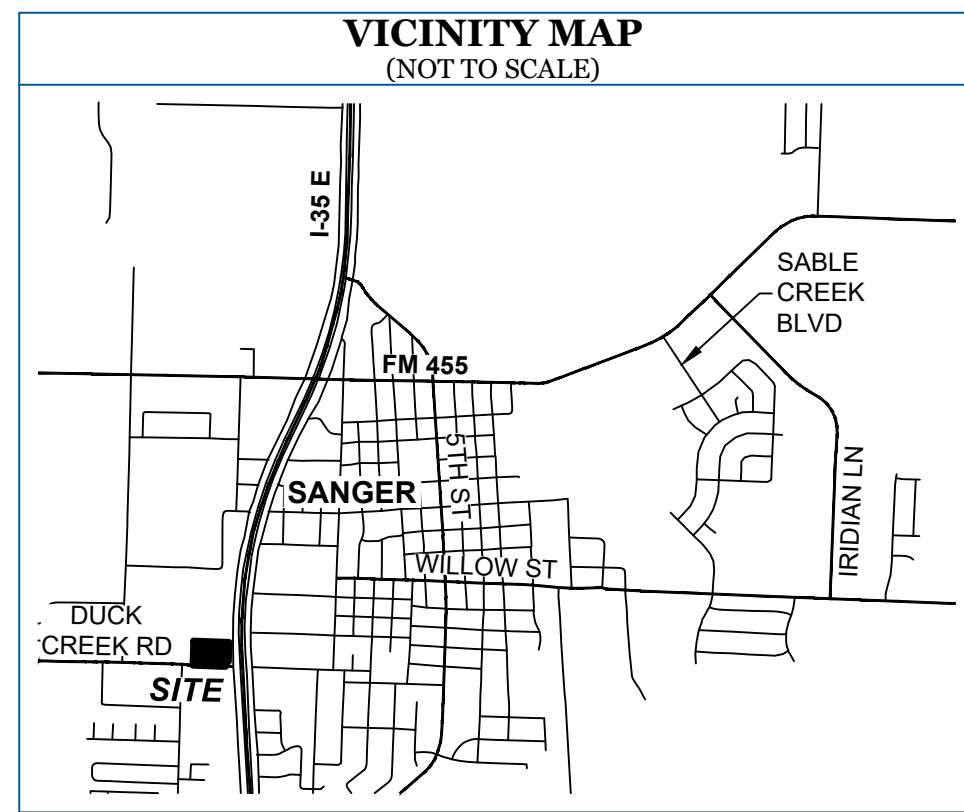 VICINITY MAP
(NOT TO SCALE)
I-35 E
SABLE
CREEK
BLVD
FM 455
5TH ST
SANGER
IRIDIAN LN
WILLOW ST
DUCK
CREEK RD
SITE